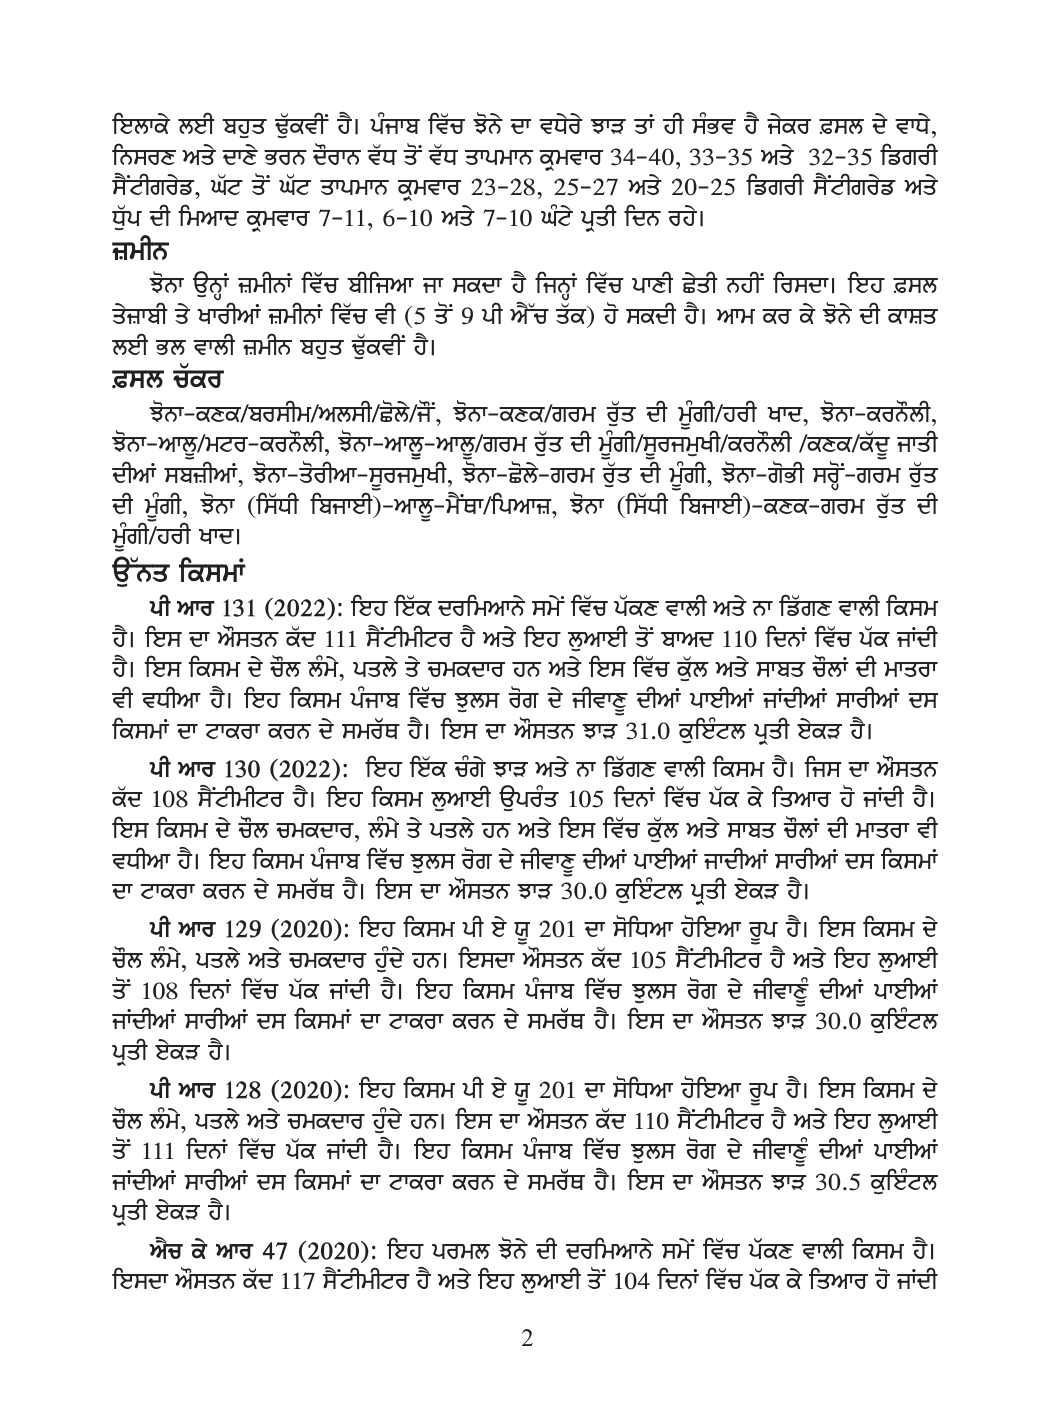 ਇਲਾਕੇ ਲਈ ਬਹੁਤ ਢੁੱਕਵੀਂ ਹੈ। ਪੰਜਾਬ ਵਿੱਚ ਝੋਨੇ ਦਾ ਵਧੇਰੇ ਝਾੜ ਤਾਂ ਹੀ ਸੰਭਵ ਹੈ ਜੇਕਰ ਫ਼ਸਲ ਦੇ ਵਾਧੇ,
ਨਿਸਰਣ ਅਤੇ ਦਾਣੇ ਭਰਨ ਦੌਰਾਨ ਵੱਧ ਤੋਂ ਵੱਧ ਤਾਪਮਾਨ ਕ੍ਰਮਵਾਰ 34-40, 33-35 ਅਤੇ 32-35 ਡਿਗਰੀ
ਸੈਂਟੀਗਰੇਡ, ਘੱਟ ਤੋਂ ਘੱਟ ਤਾਪਮਾਨ ਕ੍ਰਮਵਾਰ 23-28, 25-27 ਅਤੇ 20-25 ਡਿਗਰੀ ਸੈਂਟੀਗਰੇਡ ਅਤੇ
ਧੁੱਪ ਦੀ ਮਿਆਦ ਕ੍ਰਮਵਾਰ 7-11, 6-10 ਅਤੇ 7-10 ਘੰਟੇ ਪ੍ਰਤੀ ਦਿਨ ਰਹੇ।
ਜ਼ਮੀਨ
ਝੋਨਾ ਉਨ੍ਹਾਂ ਜ਼ਮੀਨਾਂ ਵਿੱਚ ਬੀਜਿਆ ਜਾ ਸਕਦਾ ਹੈ ਜਿਨ੍ਹਾਂ ਵਿੱਚ ਪਾਣੀ ਛੇਤੀ ਨਹੀਂ ਰਿਸਦਾ। ਇਹ ਫ਼ਸਲ
ਤੇਜ਼ਾਬੀ ਤੇ ਖਾਰੀਆਂ ਜ਼ਮੀਨਾਂ ਵਿੱਚ ਵੀ (5 ਤੋਂ 9 ਪੀ ਐੱਚ ਤੱਕ) ਹੋ ਸਕਦੀ ਹੈ। ਆਮ ਕਰ ਕੇ ਝੋਨੇ ਦੀ ਕਾਸ਼ਤ
ਲਈ ਭਲ ਵਾਲੀ ਜ਼ਮੀਨ ਬਹੁਤ ਢੁੱਕਵੀਂ ਹੈ।
ਫ਼ਸਲ ਚੱਕਰ
ਝੋਨਾ-ਕਣਕ/ਬਰਸੀਮ/ਅਲਸੀ/ਛੋਲੇ/ਜੌਂ, ਝੋਨਾ-ਕਣਕ/ਗਰਮ ਰੁੱਤ ਦੀ ਮੂੰਗੀ/ਹਰੀ ਖਾਦ, ਝੋਨਾ-ਕਰਨੌਲੀ,
ਝੋਨਾ-ਆਲੂ/ਮਟਰ-ਕਰਨੌਲੀ, ਝੋਨਾ-ਆਲੂ-ਆਲੂ/ਗਰਮ ਰੁੱਤ ਦੀ ਮੂੰਗੀ/ਸੂਰਜਮੁਖੀ/ਕਰਨੌਲੀ /ਕਣਕ/ਕੱਦੂ ਜਾਤੀ
ਦੀਆਂ ਸਬਜ਼ੀਆਂ, ਝੋਨਾ-ਤੋਰੀਆ-ਸੂਰਜਮੁਖੀ, ਝੋਨਾ-ਛੋਲੇ-ਗਰਮ ਰੁੱਤ ਦੀ ਮੂੰਗੀ, ਝੋਨਾ-ਗੋਭੀ ਸਰ੍ਹੋਂ-ਗਰਮ ਰੁੱਤ
ਦੀ ਮੂੰਗੀ, ਝੋਨਾ (ਸਿੱਧੀ ਬਿਜਾਈ)-ਆਲੂ-ਮੈਂਥਾ/ਪਿਆਜ਼, ਝੋਨਾ (ਸਿੱਧੀ ਬਿਜਾਈ)-ਕਣਕ-ਗਰਮ ਰੁੱਤ ਦੀ
ਮੂੰਗੀ/ਹਰੀ ਖਾਦ।
ਉੱਨਤ ਕਿਸਮਾਂ
ਪੀ ਆਰ 131 (2022): ਇਹ ਇੱਕ ਦਰਮਿਆਨੇ ਸਮੇਂ ਵਿੱਚ ਪੱਕਣ ਵਾਲੀ ਅਤੇ ਨਾ ਡਿੱਗਣ ਵਾਲੀ ਕਿਸਮ
ਹੈ। ਇਸ ਦਾ ਔਸਤਨ ਕੱਦ 111 ਸੈਂਟੀਮੀਟਰ ਹੈ ਅਤੇ ਇਹ ਲੁਆਈ ਤੋਂ ਬਾਅਦ 110 ਦਿਨਾਂ ਵਿੱਚ ਪੱਕ ਜਾਂਦੀ
ਹੈ। ਇਸ ਕਿਸਮ ਦੇ ਚੌਲ ਲੰਮੇ, ਪਤਲੇ ਤੇ ਚਮਕਦਾਰ ਹਨ ਅਤੇ ਇਸ ਵਿੱਚ ਕੁੱਲ ਅਤੇ ਸਾਬਤ ਚੌਲਾਂ ਦੀ ਮਾਤਰਾ
ਵੀ ਵਧੀਆ ਹੈ। ਇਹ ਕਿਸਮ ਪੰਜਾਬ ਵਿੱਚ ਝੁਲਸ ਰੋਗ ਦੇ ਜੀਵਾਣੂ ਦੀਆਂ ਪਾਈਆਂ ਜਾਂਦੀਆਂ ਸਾਰੀਆਂ ਦਸ
ਕਿਸਮਾਂ ਦਾ ਟਾਕਰਾ ਕਰਨ ਦੇ ਸਮਰੱਥ ਹੈ। ਇਸ ਦਾ ਔਸਤਨ ਝਾੜ 31.0 ਕੁਇੰਟਲ ਪ੍ਰਤੀ ਏਕੜ ਹੈ।
ਪੀ ਆਰ 130 (2022): ਇਹ ਇੱਕ ਚੰਗੇ ਝਾੜ ਅਤੇ ਨਾ ਡਿੱਗਣ ਵਾਲੀ ਕਿਸਮ ਹੈ। ਜਿਸ ਦਾ ਔਸਤਨ
ਕੱਦ 108 ਸੈਂਟੀਮੀਟਰ ਹੈ। ਇਹ ਕਿਸਮ ਲੁਆਈ ਉਪਰੰਤ 105 ਦਿਨਾਂ ਵਿੱਚ ਪੱਕ ਕੇ ਤਿਆਰ ਹੋ ਜਾਂਦੀ ਹੈ।
ਇਸ ਕਿਸਮ ਦੇ ਚੌਲ ਚਮਕਦਾਰ, ਲੰਮੇ ਤੇ ਪਤਲੇ ਹਨ ਅਤੇ ਇਸ ਵਿੱਚ ਕੁੱਲ ਅਤੇ ਸਾਬਤ ਚੌਲਾਂ ਦੀ ਮਾਤਰਾ ਵੀ
ਵਧੀਆ ਹੈ। ਇਹ ਕਿਸਮ ਪੰਜਾਬ ਵਿੱਚ ਝੁਲਸ ਰੋਗ ਦੇ ਜੀਵਾਣੂ ਦੀਆਂ ਪਾਈਆਂ ਜਾਦੀਆਂ ਸਾਰੀਆਂ ਦਸ ਕਿਸਮਾਂ
ਦਾ ਟਾਕਰਾ ਕਰਨ ਦੇ ਸਮਰੱਥ ਹੈ। ਇਸ ਦਾ ਔਸਤਨ ਝਾੜ 30.0 ਕੁਇੰਟਲ ਪ੍ਰਤੀ ਏਕੜ ਹੈ।
ਪੀ ਆਰ 129 (2020): ਇਹ ਕਿਸਮ ਪੀ ਏ ਯੂ 201 ਦਾ ਸੋਧਿਆ ਹੋਇਆ ਰੂਪ ਹੈ। ਇਸ ਕਿਸਮ ਦੇ
ਚੌਲ ਲੰਮੇ, ਪਤਲੇ ਅਤੇ ਚਮਕਦਾਰ ਹੁੰਦੇ ਹਨ। ਇਸਦਾ ਔਸਤਨ ਕੱਦ 105 ਸੈਂਟੀਮੀਟਰ ਹੈ ਅਤੇ ਇਹ ਲੁਆਈ
ਤੋਂ 108 ਦਿਨਾਂ ਵਿੱਚ ਪੱਕ ਜਾਂਦੀ ਹੈ। ਇਹ ਕਿਸਮ ਪੰਜਾਬ ਵਿੱਚ ਝੁਲਸ ਰੋਗ ਦੇ ਜੀਵਾਣੂੰ ਦੀਆਂ ਪਾਈਆਂ
ਜਾਂਦੀਆਂ ਸਾਰੀਆਂ ਦਸ ਕਿਸਮਾਂ ਦਾ ਟਾਕਰਾ ਕਰਨ ਦੇ ਸਮਰੱਥ ਹੈ। ਇਸ ਦਾ ਔਸਤਨ ਝਾੜ 30.0 ਕੁਇੰਟਲ
ਪ੍ਰਤੀ ਏਕੜ ਹੈ।
ਪੀ ਆਰ 128 (2020): ਇਹ ਕਿਸਮ ਪੀ ਏ ਯੂ 201 ਦਾ ਸੋਧਿਆ ਹੋਇਆ ਰੂਪ ਹੈ। ਇਸ ਕਿਸਮ ਦੇ
ਚੌਲ ਲੰਮੇ, ਪਤਲੇ ਅਤੇ ਚਮਕਦਾਰ ਹੁੰਦੇ ਹਨ। ਇਸ ਦਾ ਔਸਤਨ ਕੱਦ 110 ਸੈਂਟੀਮੀਟਰ ਹੈ ਅਤੇ ਇਹ ਲੁਆਈ
ਤੋਂ 111 ਦਿਨਾਂ ਵਿੱਚ ਪੱਕ ਜਾਂਦੀ ਹੈ। ਇਹ ਕਿਸਮ ਪੰਜਾਬ ਵਿੱਚ ਝੁਲਸ ਰੋਗ ਦੇ ਜੀਵਾਣੂੰ ਦੀਆਂ ਪਾਈਆਂ
ਜਾਂਦੀਆਂ ਸਾਰੀਆਂ ਦਸ ਕਿਸਮਾਂ ਦਾ ਟਾਕਰਾ ਕਰਨ ਦੇ ਸਮਰੱਥ ਹੈ। ਇਸ ਦਾ ਔਸਤਨ ਝਾੜ 30.5 ਕੁਇੰਟਲ
ਪ੍ਰਤੀ ਏਕੜ ਹੈ।
ਐਚ ਕੇ ਆਰ 47 (2020): ਇਹ ਪਰਮਲ ਝੋਨੇ ਦੀ ਦਰਮਿਆਨੇ ਸਮੇਂ ਵਿੱਚ ਪੱਕਣ ਵਾਲੀ ਕਿਸਮ ਹੈ।
ਇਸਦਾ ਔਸਤਨ ਕੱਦ 117 ਸੈਂਟੀਮੀਟਰ ਹੈ ਅਤੇ ਇਹ ਲੁਆਈ ਤੋਂ 104 ਦਿਨਾਂ ਵਿੱਚ ਪੱਕ ਕੇ ਤਿਆਰ ਹੋ ਜਾਂਦੀ
2